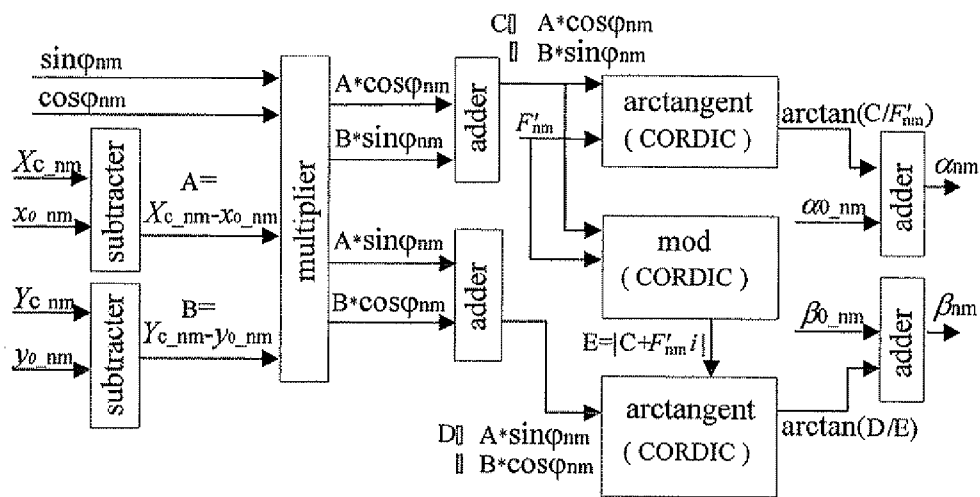 sinφnm
cosφnm
Xc_nm
x0_nm
subtracter
A=
Xc_nm-x0_nm
Yc_nm
y0_nm
subtracter
B=
Yc_nm-y0_nm
multiplier
A*cosφnm
B*sinφnm
adder
A*sinφnm
B*cosφnm
adder
C▯ A*cosφnm
▯ B*sinφnm
F'nm
arctangent
(CORDIC)
arctan(C/F'nm)
α0_nm
adder
αnm
mod
(CORDIC)
E=|C+F'nm i|
β0_nm
adder
βnm
D▯ A*sinφnm
▯ B*cosφnm
arctangent
(CORDIC)
arctan(D/E)